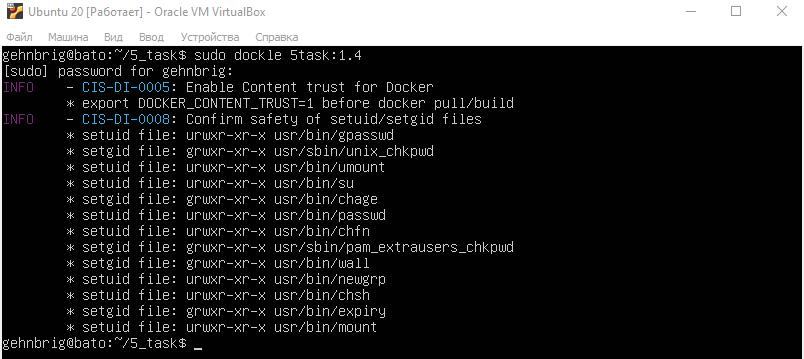 Ubuntu 20 [Работает] - Oracle VM VirtualBox
Файл Машина Вид Ввод Устройства Справка
gehnbrig@bato:~/5_task$ sudo dockle 5task:1.4
[sudo] password for gehnbrig:
INFO - CIS-DI-0005: Enable Content trust for Docker
* export DOCKER_CONTENT_TRUST=1 before docker pull/build
INFO - CIS-DI-0008: Confirm safety of setuid/setgid files
* setuid file: urwxr-xr-x usr/bin/gpasswd
* setgid file: grwxr-xr-x usr/sbin/unix_chkpwd
* setuid file: urwxr-xr-x usr/bin/umount
* setuid file: urwxr-xr-x usr/bin/su
* setgid file: grwxr-xr-x usr/bin/chage
* setuid file: urwxr-xr-x usr/bin/passwd
* setuid file: urwxr-xr-x usr/bin/chfn
* setgid file: grwxr-xr-x usr/sbin/pam_extrausers_chkpwd
* setgid file: grwxr-xr-x usr/bin/wall
* setuid file: urwxr-xr-x usr/bin/newgrp
* setuid file: urwxr-xr-x usr/bin/chsh
* setgid file: grwxr-xr-x usr/bin/expiry
* setuid file: urwxr-xr-x usr/bin/mount
gehnbrig@bato:~/5_task$ _